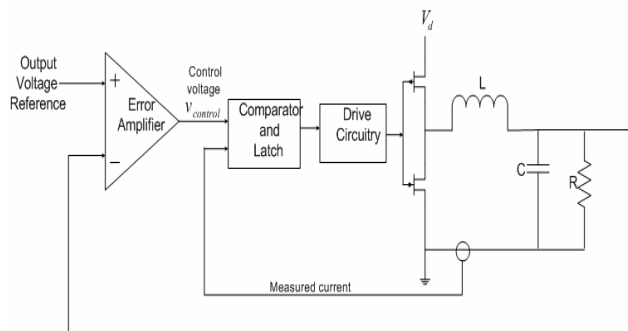 V_d
Output
Voltage
Reference
+
−
Error
Amplifier
Control
voltage
v_control
Comparator
and
Latch
Drive
Circuitry
L
C
R
Measured current